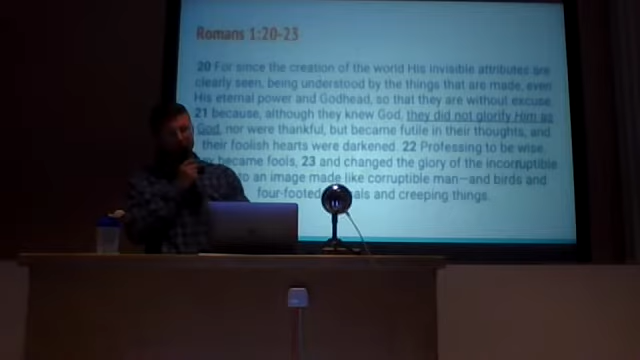 Romans 1:20-23
20 For since the creation of the world His invisible attributes are
clearly seen, being understood by the things that are made, even
His eternal power and Godhead, so that they are without excuse,
21 because, although they knew God, they did not glorify Him as
God, nor were thankful, but became futile in their thoughts, and
their foolish hearts were darkened. 22 Professing to be wise,
became fools, 23 and changed the glory of the incorruptible
to an image made like corruptible man—and birds and
four-footed and creeping things.